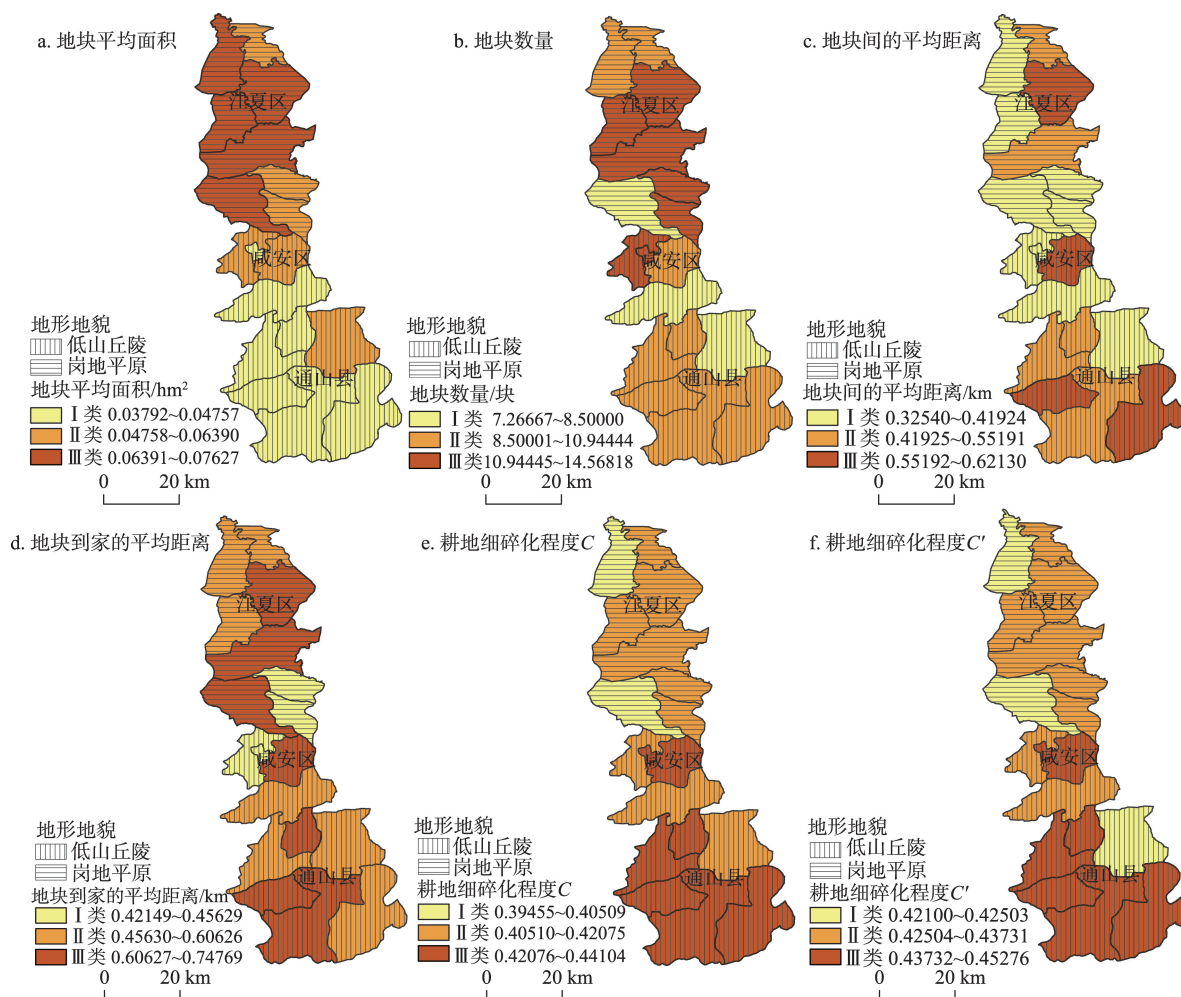 a. 地块平均面积
江夏区
咸安区
通山县
地形地貌
低山丘陵
岗地平原
地块平均面积/hm²
Ⅰ类 0.03792~0.04757
Ⅱ类 0.04758~0.06390
Ⅲ类 0.06391~0.07627
0 20 km
b. 地块数量
江夏区
咸安区
通山县
地形地貌
低山丘陵
岗地平原
地块数量/块
Ⅰ类 7.26667~8.50000
Ⅱ类 8.50001~10.94444
Ⅲ类10.94445~14.56818
0 20 km
c. 地块间的平均距离
江夏区
咸安区
通山县
地形地貌
低山丘陵
岗地平原
地块间的平均距离/km
Ⅰ类 0.32540~0.41924
Ⅱ类 0.41925~0.55191
Ⅲ类 0.55192~0.62130
0 20 km
d. 地块到家的平均距离
江夏区
咸安区
通山县
地形地貌
低山丘陵
岗地平原
地块到家的平均距离/km
Ⅰ类 0.42149~0.45629
Ⅱ类 0.45630~0.60626
Ⅲ类 0.60627~0.74769
0 20 km
e. 耕地细碎化程度C
江夏区
咸安区
通山县
地形地貌
低山丘陵
岗地平原
耕地细碎化程度C
Ⅰ类 0.39455~0.40509
Ⅱ类 0.40510~0.42075
Ⅲ类 0.42076~0.44104
0 20 km
f. 耕地细碎化程度C′
江夏区
咸安区
通山县
地形地貌
低山丘陵
岗地平原
耕地细碎化程度C′
Ⅰ类 0.42100~0.42503
Ⅱ类 0.42504~0.43731
Ⅲ类 0.43732~0.45276
0 20 km